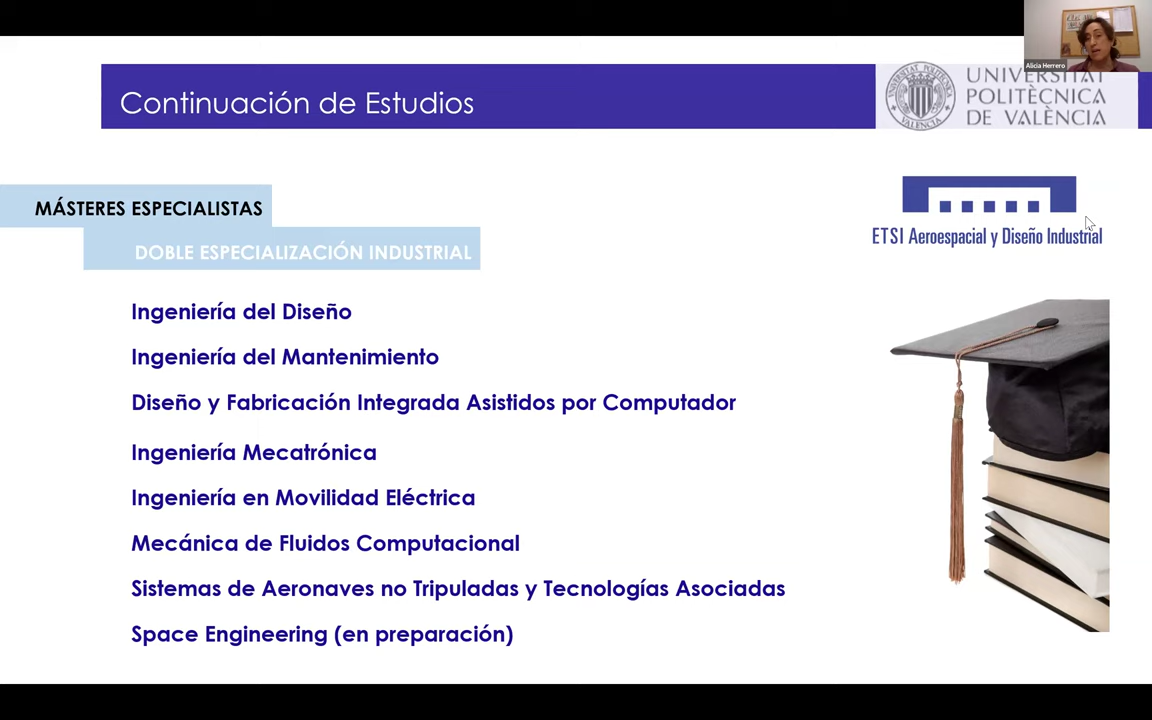 Alicia Herrero
Continuación de Estudios
UNIVERSITAT
POLITÈCNICA
DE VALÈNCIA
MÁSTERES ESPECIALISTAS
DOBLE ESPECIALIZACIÓN INDUSTRIAL
ETSI Aeroespacial y Diseño Industrial
Ingeniería del Diseño
Ingeniería del Mantenimiento
Diseño y Fabricación Integrada Asistidos por Computador
Ingeniería Mecatrónica
Ingeniería en Movilidad Eléctrica
Mecánica de Fluidos Computacional
Sistemas de Aeronaves no Tripuladas y Tecnologías Asociadas
Space Engineering (en preparación)